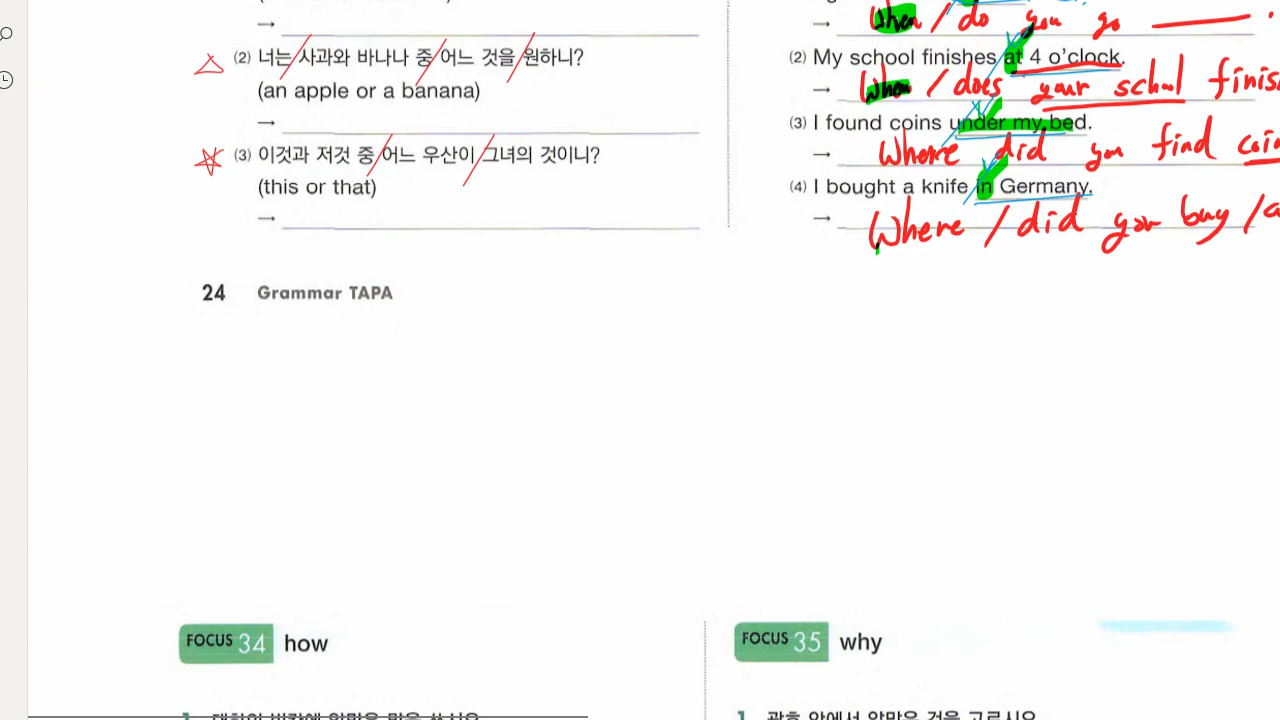 →
(2) 너는 사과와 바나나 중 어느 것을 원하니?
(an apple or a banana)
→
(3) 이것과 저것 중 어느 우산이 그녀의 것이니?
(this or that)
→
24 Grammar TAPA
→ When / do you go
(2) My school finishes at 4 o'clock.
→ When / does your school
(3) I found coins under my bed.
→ Where did you find
(4) I bought a knife in Germany.
→ Where / did you buy /
FOCUS 34 how
FOCUS 35 why